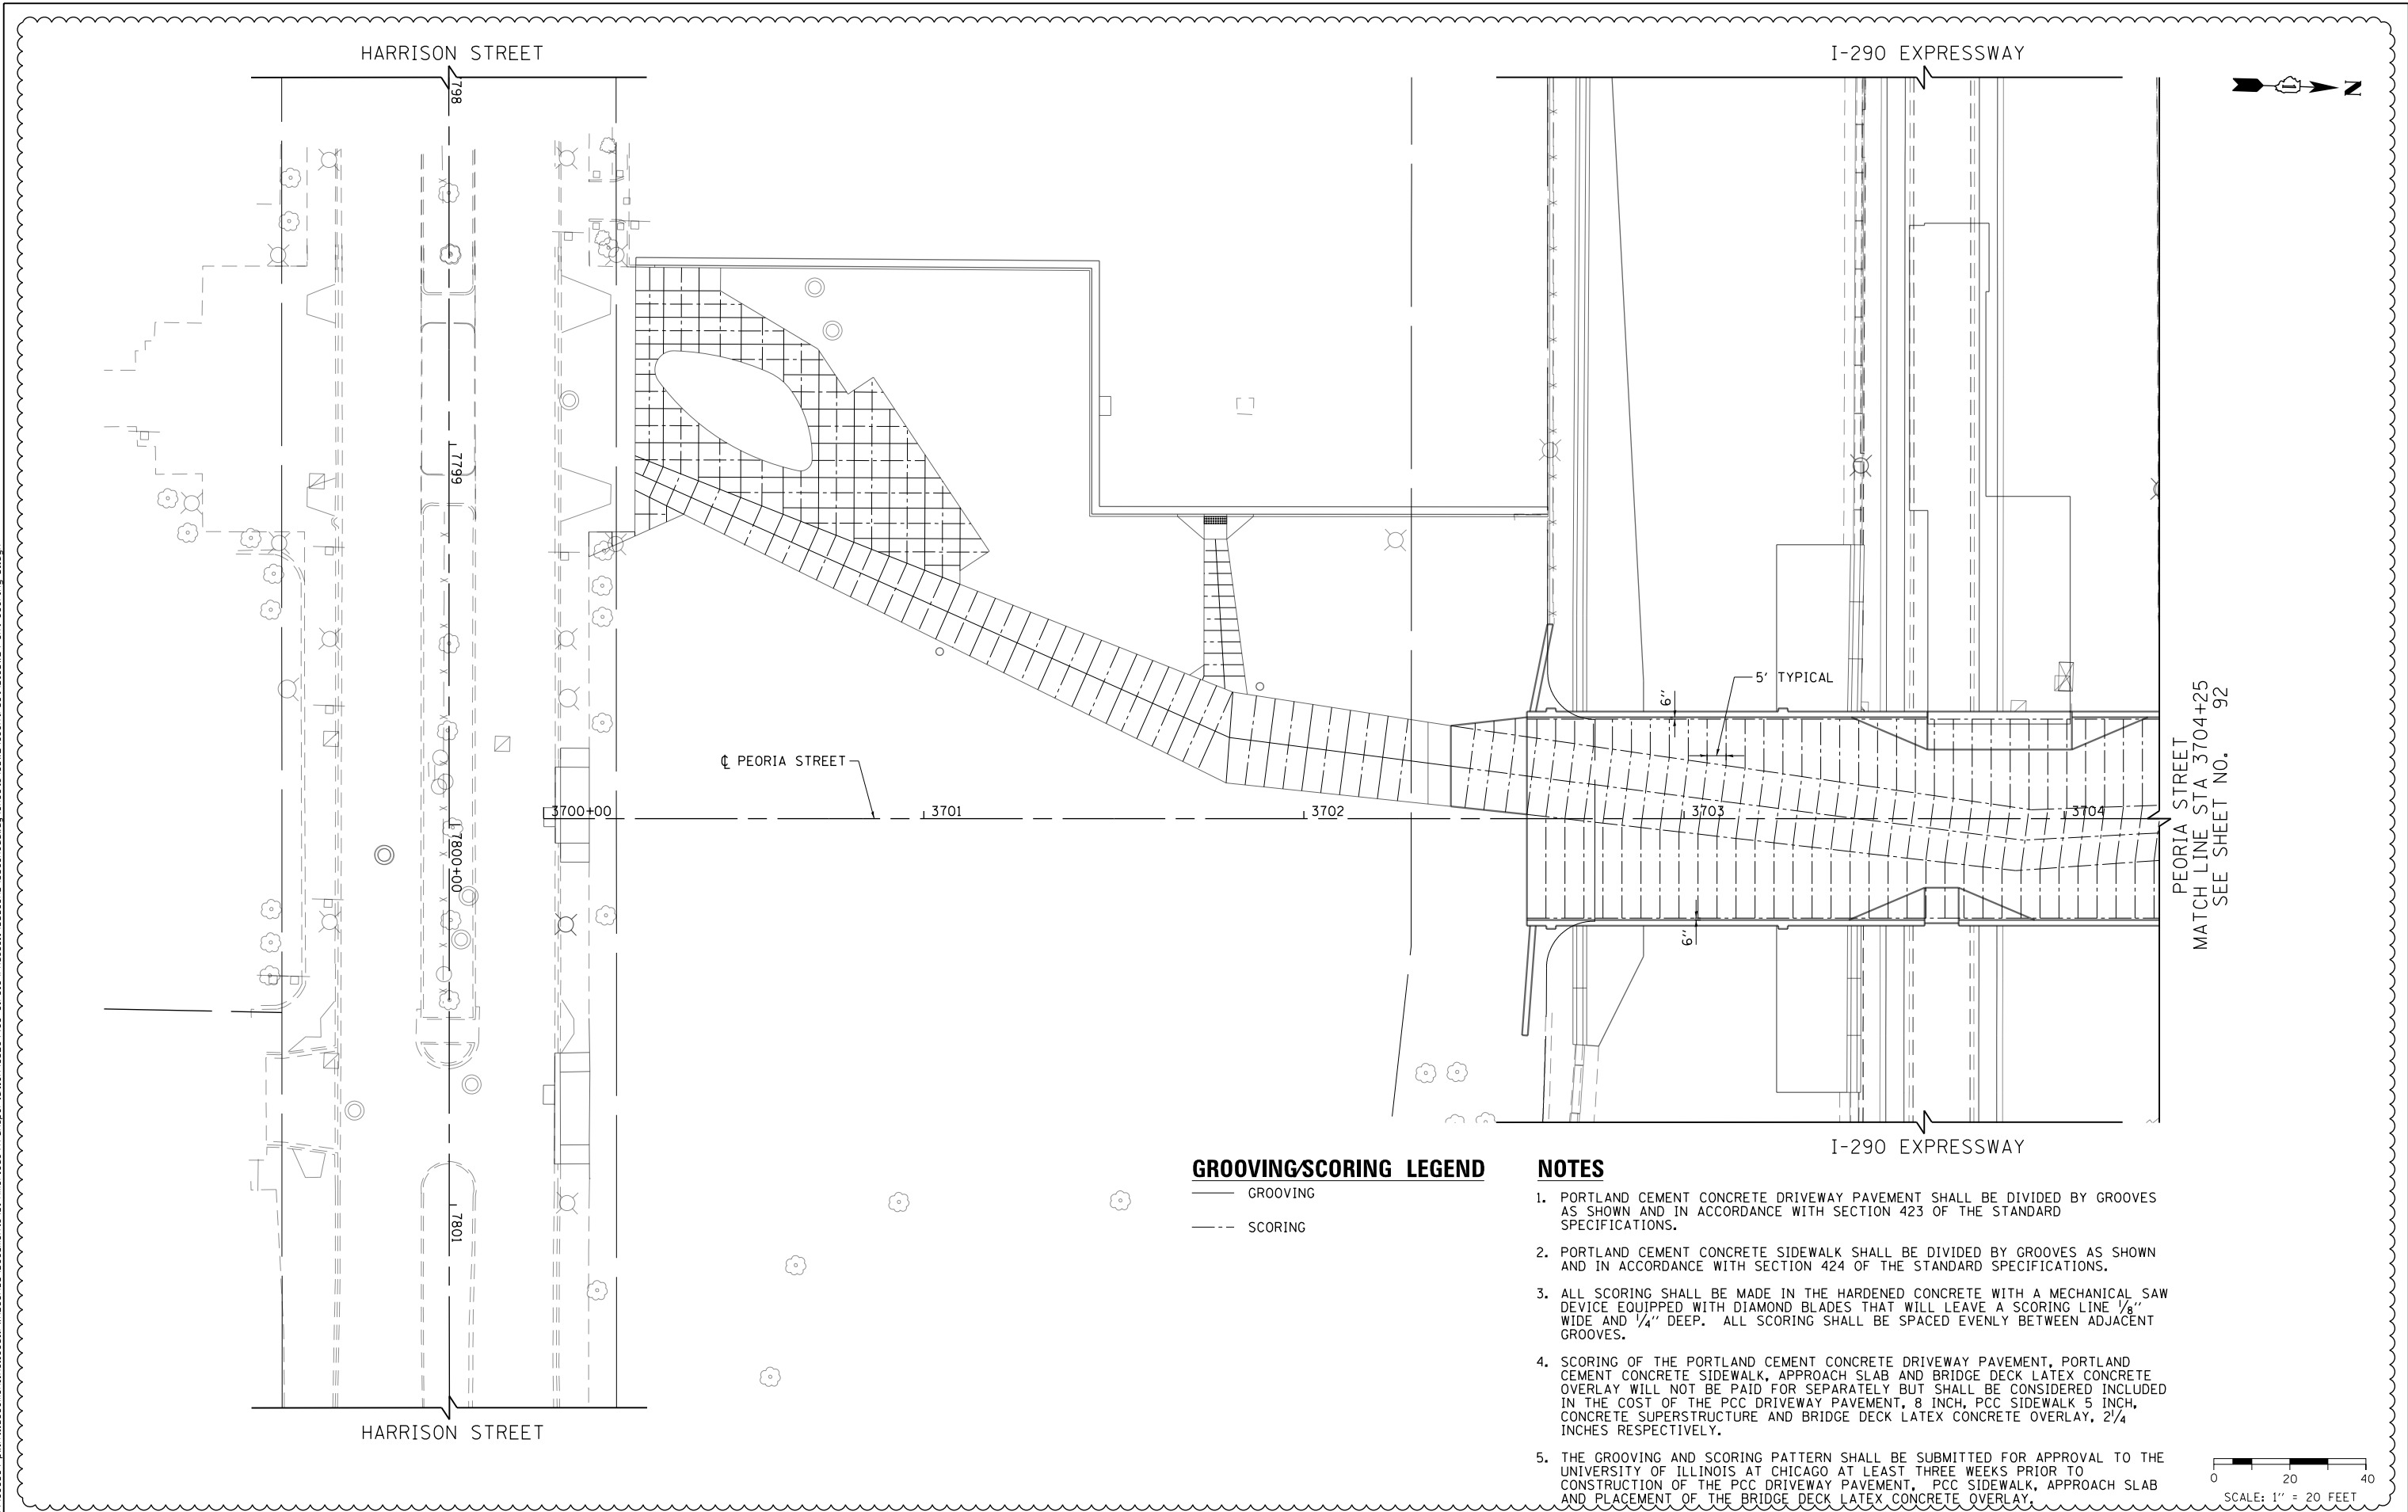 HARRISON STREET
I-290 EXPRESSWAY
N
798
7799
7800+00
7801
℄ PEORIA STREET
3700+00
3701
3702
3703
3704
5' TYPICAL
6"
6"
PEORIA STREET
MATCH LINE STA 3704+25
SEE SHEET NO. 92
I-290 EXPRESSWAY
HARRISON STREET
GROOVING/SCORING LEGEND
GROOVING
SCORING
NOTES
1. PORTLAND CEMENT CONCRETE DRIVEWAY PAVEMENT SHALL BE DIVIDED BY GROOVES
AS SHOWN AND IN ACCORDANCE WITH SECTION 423 OF THE STANDARD
SPECIFICATIONS.
2. PORTLAND CEMENT CONCRETE SIDEWALK SHALL BE DIVIDED BY GROOVES AS SHOWN
AND IN ACCORDANCE WITH SECTION 424 OF THE STANDARD SPECIFICATIONS.
3. ALL SCORING SHALL BE MADE IN THE HARDENED CONCRETE WITH A MECHANICAL SAW
DEVICE EQUIPPED WITH DIAMOND BLADES THAT WILL LEAVE A SCORING LINE 1/8"
WIDE AND 1/4" DEEP. ALL SCORING SHALL BE SPACED EVENLY BETWEEN ADJACENT
GROOVES.
4. SCORING OF THE PORTLAND CEMENT CONCRETE DRIVEWAY PAVEMENT, PORTLAND
CEMENT CONCRETE SIDEWALK, APPROACH SLAB AND BRIDGE DECK LATEX CONCRETE
OVERLAY WILL NOT BE PAID FOR SEPARATELY BUT SHALL BE CONSIDERED INCLUDED
IN THE COST OF THE PCC DRIVEWAY PAVEMENT, 8 INCH, PCC SIDEWALK 5 INCH,
CONCRETE SUPERSTRUCTURE AND BRIDGE DECK LATEX CONCRETE OVERLAY, 2 1/4
INCHES RESPECTIVELY.
5. THE GROOVING AND SCORING PATTERN SHALL BE SUBMITTED FOR APPROVAL TO THE
UNIVERSITY OF ILLINOIS AT CHICAGO AT LEAST THREE WEEKS PRIOR TO
CONSTRUCTION OF THE PCC DRIVEWAY PAVEMENT, PCC SIDEWALK, APPROACH SLAB
AND PLACEMENT OF THE BRIDGE DECK LATEX CONCRETE OVERLAY.
0 20 40
SCALE: 1" = 20 FEET